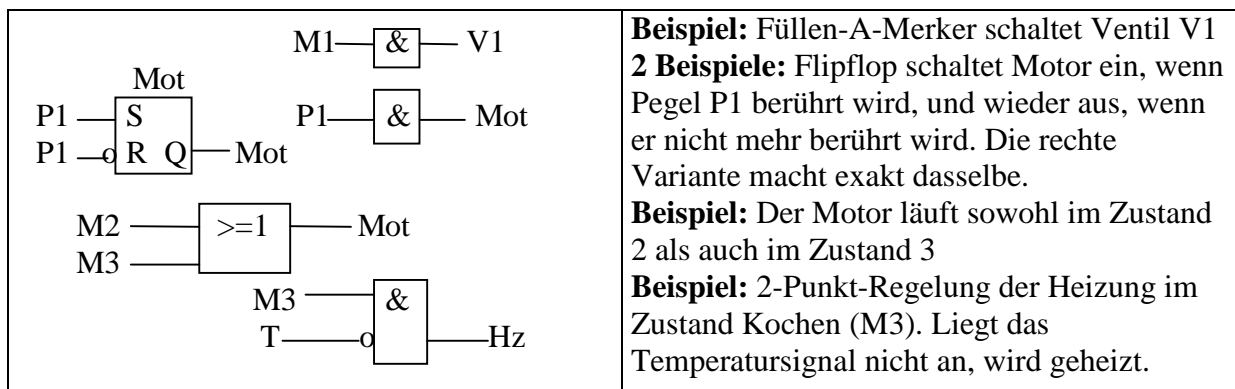 M1 & V1
Mot
P1 S
P1 R Q Mot
P1 & Mot
M2 >=1 Mot
M3
M3 &
T Hz
Beispiel: Füllen-A-Merker schaltet Ventil V1
2 Beispiele: Flipflop schaltet Motor ein, wenn
Pegel P1 berührt wird, und wieder aus, wenn
er nicht mehr berührt wird. Die rechte
Variante macht exakt dasselbe.
Beispiel: Der Motor läuft sowohl im Zustand
2 als auch im Zustand 3
Beispiel: 2-Punkt-Regelung der Heizung im
Zustand Kochen (M3). Liegt das
Temperatursignal nicht an, wird geheizt.